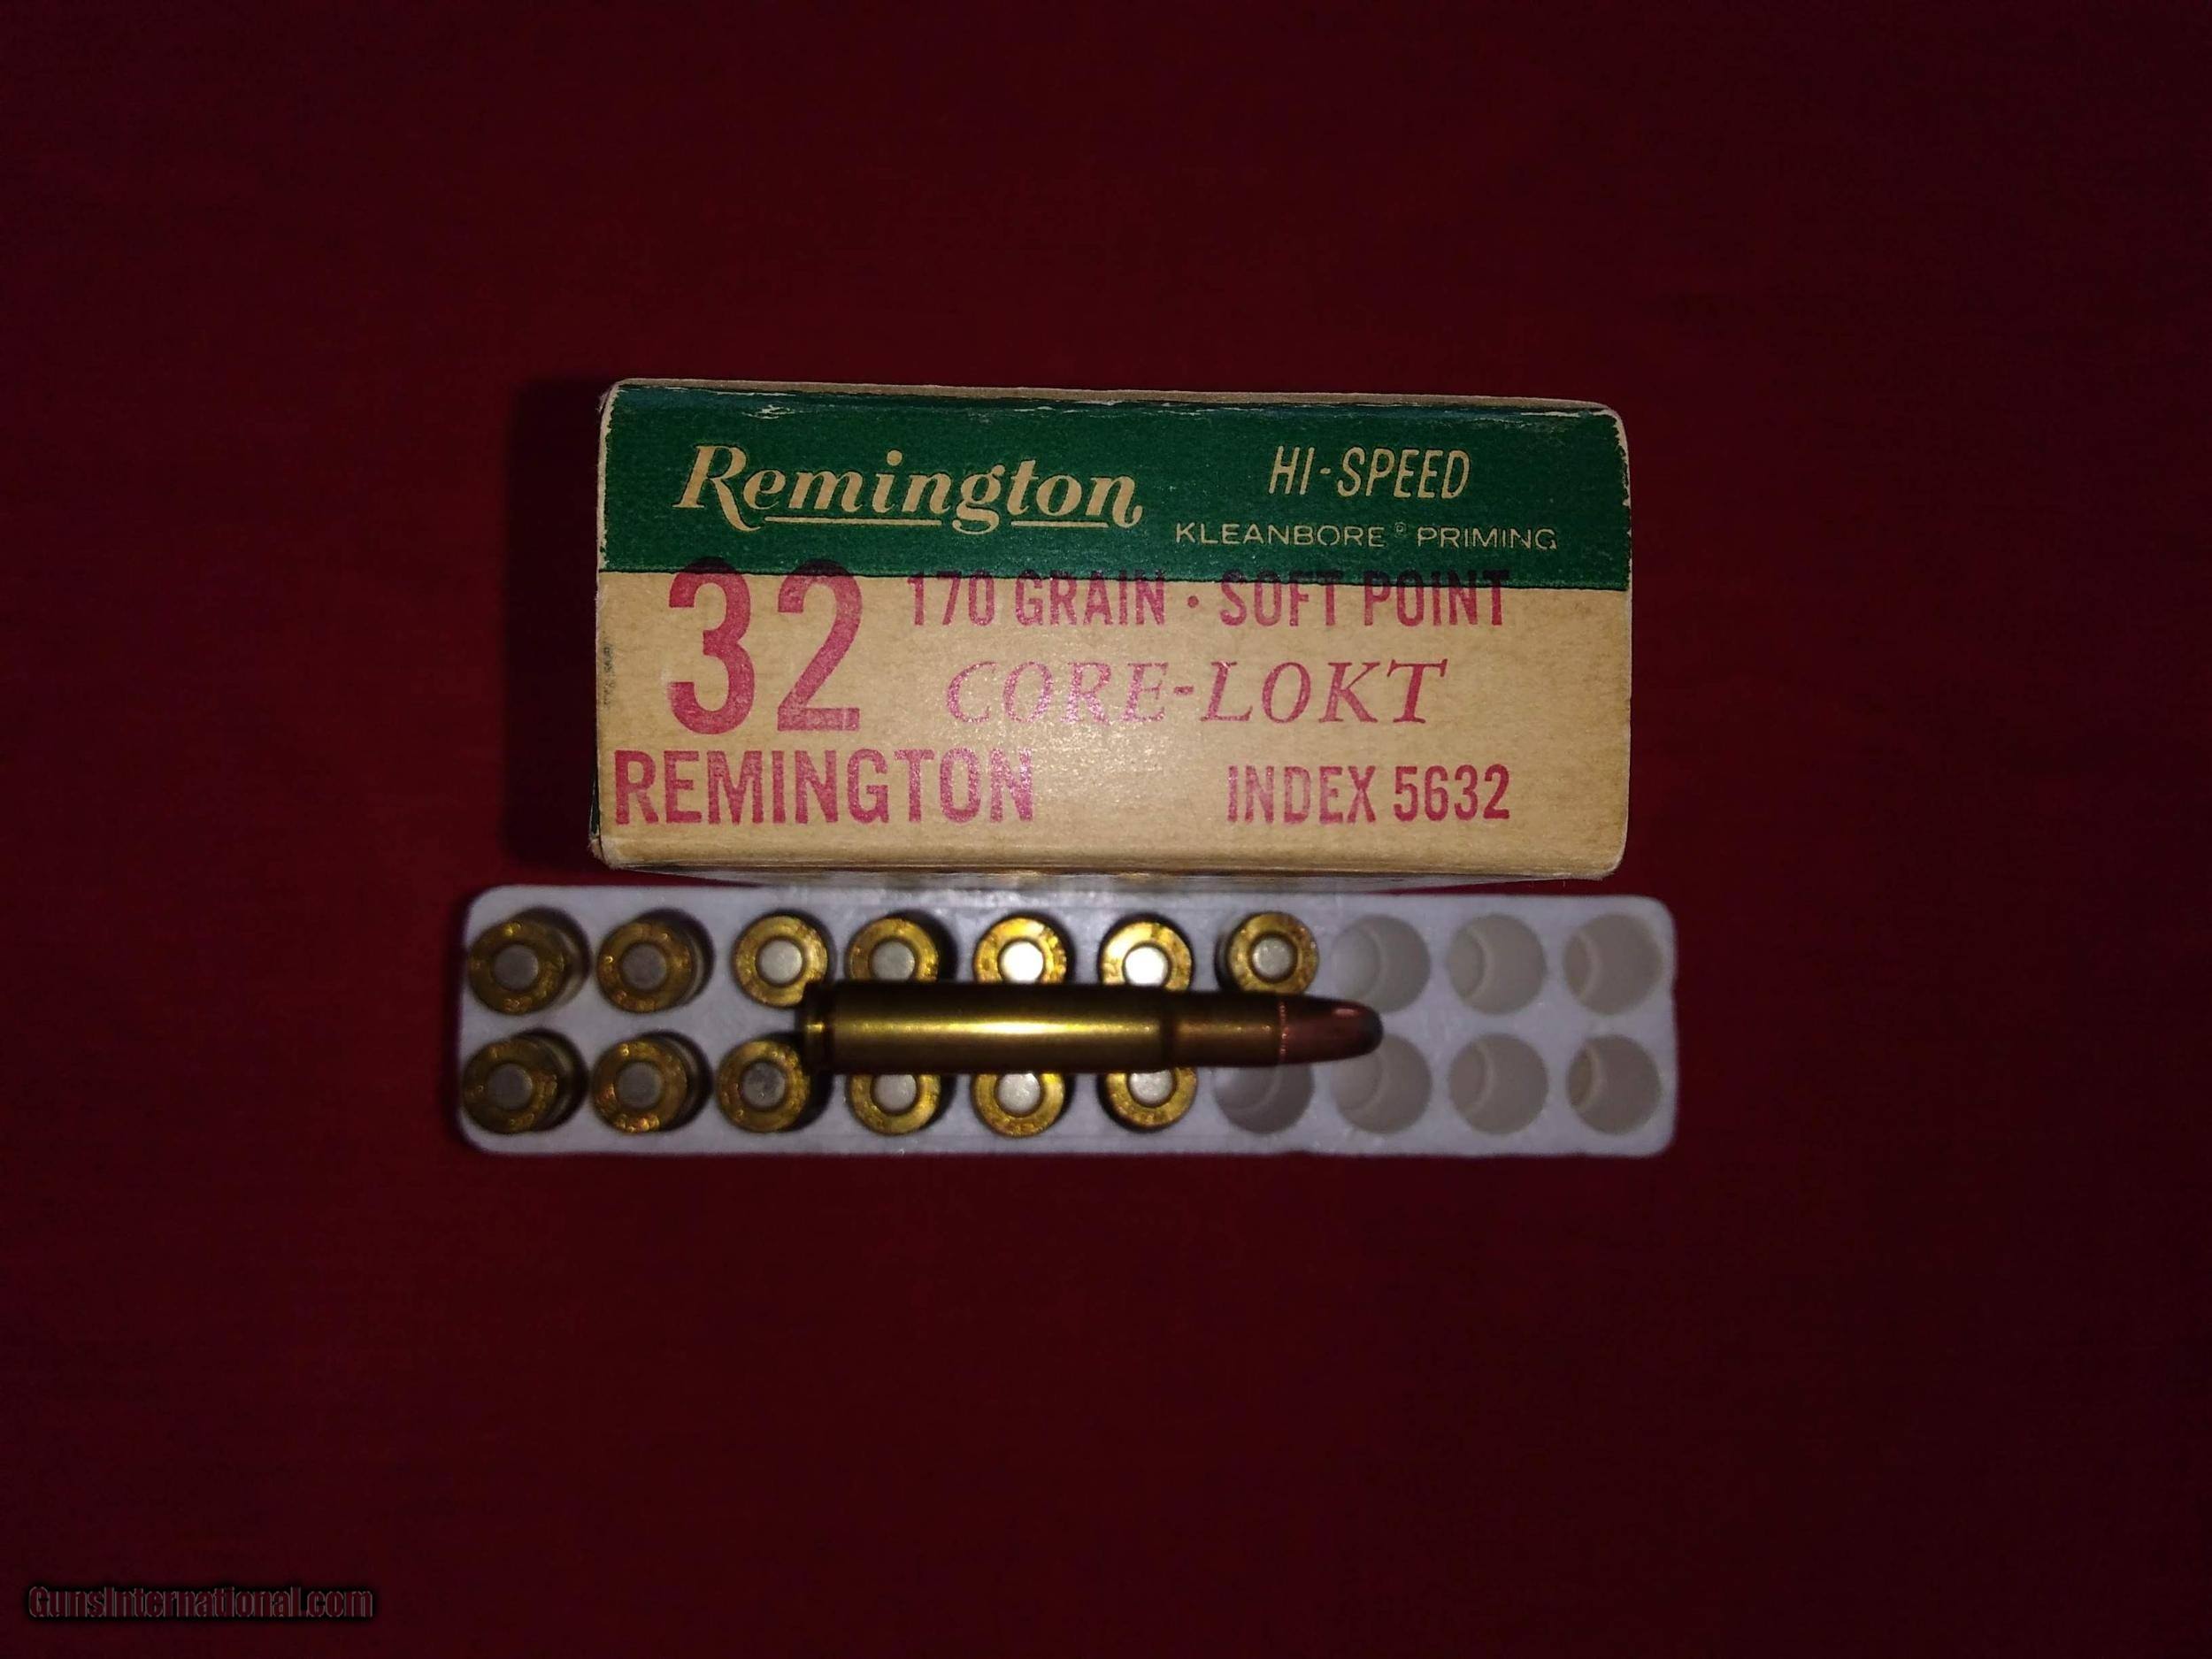 Remington HI-SPEED
KLEANBORE® PRIMING
32 170 GRAIN · SOFT POINT
CORE-LOKT
REMINGTON INDEX 5632
GunsInternational.com